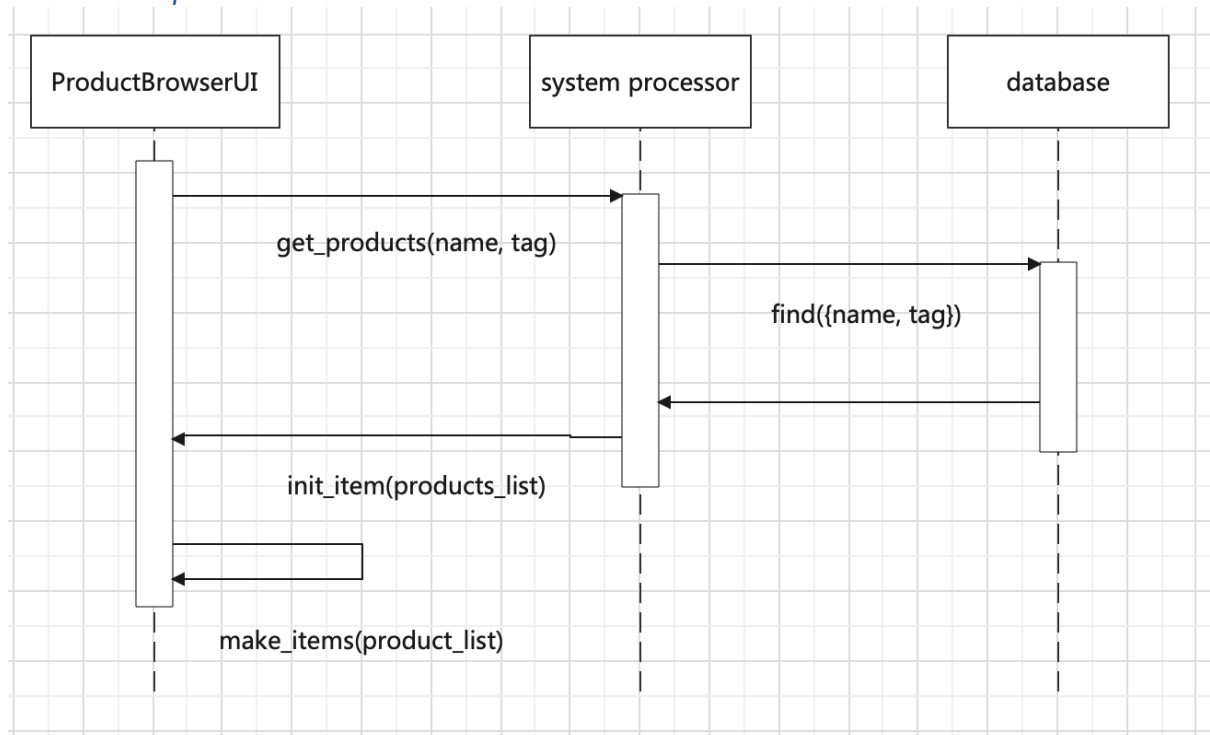 ProductBrowserUI
system processor
database
get_products(name, tag)
find({name, tag})
init_item(products_list)
make_items(product_list)